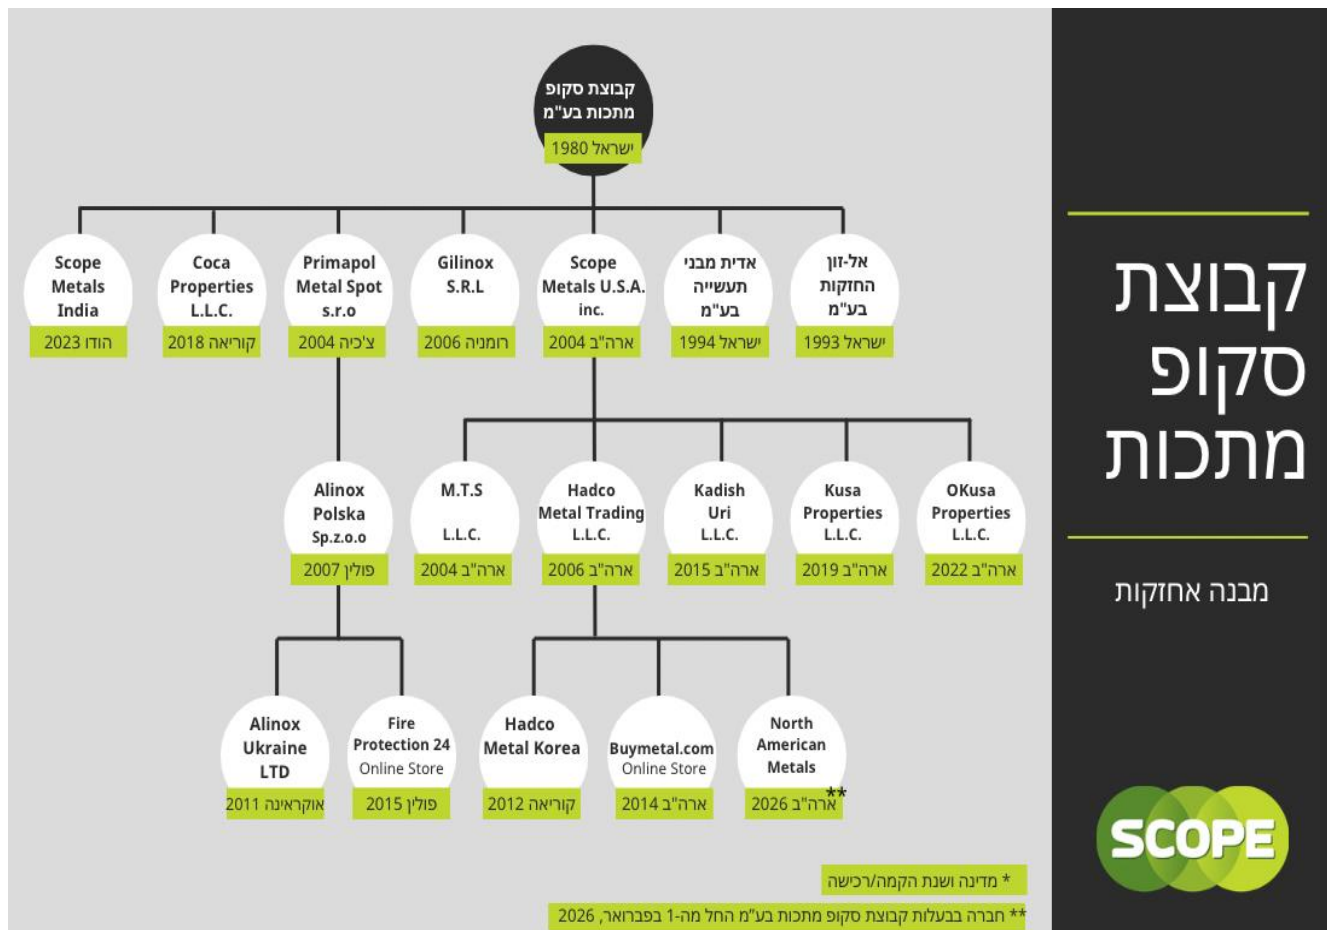 קבוצת סקופ
מתכות בע"מ
ישראל 1980
אל-זון
החזקות
בע"מ
ישראל 1993
אדית מבני
תעשייה
בע"מ
ישראל 1994
Scope
Metals U.S.A.
inc.
ארה"ב 2004
Gilinox
S.R.L
רומניה 2006
Primapol
Metal Spot
s.r.o
צ'כיה 2004
Coca
Properties
L.L.C.
קוריאה 2018
Scope
Metals
India
הודו 2023
OKusa
Properties
L.L.C.
ארה"ב 2022
Kusa
Properties
L.L.C.
ארה"ב 2019
Kadish
Uri
L.L.C.
ארה"ב 2015
Hadco
Metal Trading
L.L.C.
ארה"ב 2006
M.T.S
L.L.C.
ארה"ב 2004
Alinox
Polska
Sp.z.o.o
פולין 2007
North
American
Metals
**
ארה"ב 2026
Buymetal.com
Online Store
ארה"ב 2014
Hadco
Metal Korea
קוריאה 2012
Fire
Protection 24
Online Store
פולין 2015
Alinox
Ukraine
LTD
אוקראינה 2011
* מדינה ושנת הקמה/רכישה
** חברה בבעלות קבוצת סקופ מתכות בע"מ החל מה-1 בפברואר, 2026
קבוצת
סקופ
מתכות
מבנה אחזקות
SCOPE